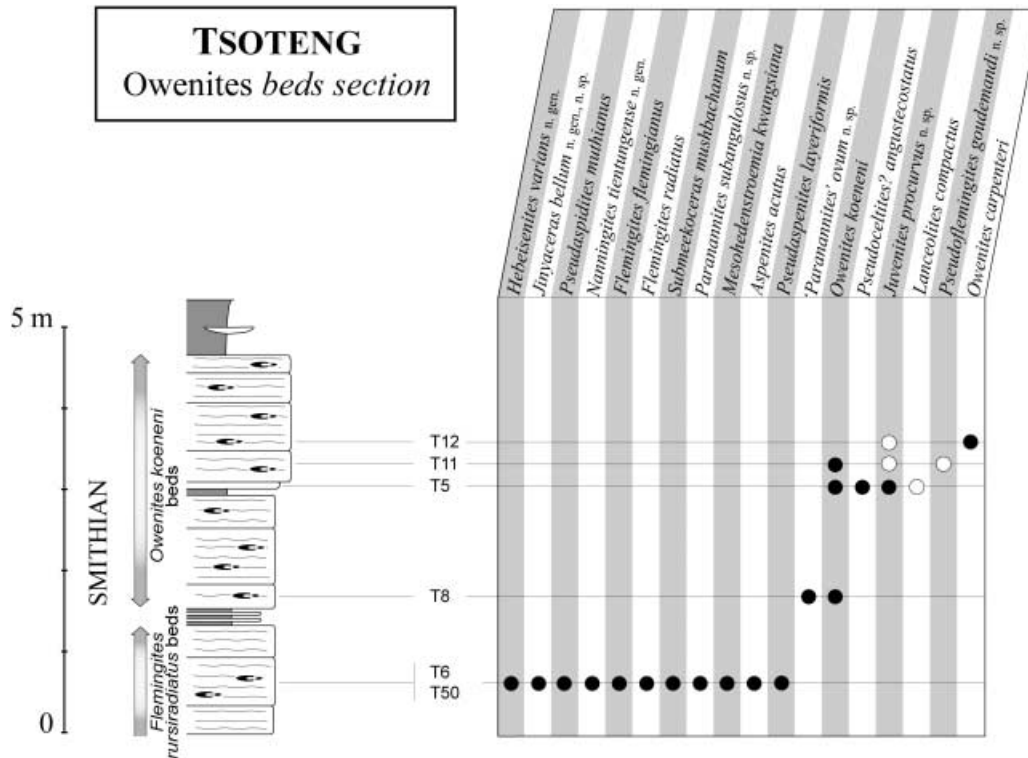 TSOTENG
Owenites beds section
Hebeisenites varians n. gen.
Jinyaceras bellum n. gen., n. sp.
Pseudaspidites muthianus
Nanningites tientungense n. gen.
Flemingites flemingianus
Flemingites radiatus
Submeekoceras mushbachanum
Paranannites subangulosus n. sp.
Mesohedenstroemia kwangsiana
Aspenites acutus
Pseudaspenites layeriformis
'Paranannites' ovum n. sp.
Owenites koeneni
Pseudoceltites? angustecostatus
Juvenites procurvus n. sp.
Lanceolites compactus
Pseudoflemingites goudemandi n. sp.
Owenites carpenteri
5 m
0
SMITHIAN
Owenites koeneni
beds
Flemingites
rursiradiatus beds
T12
T11
T5
T8
T6
T50